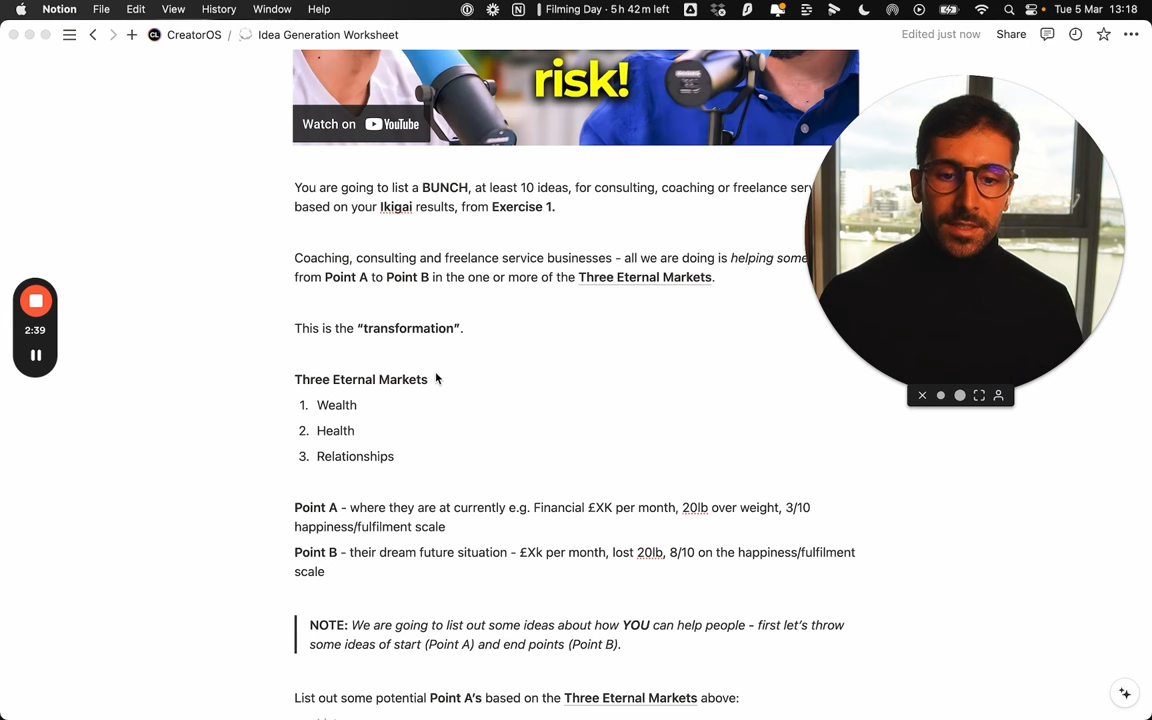 Notion File Edit View History Window Help Filming Day · 5 h 42 m left Tue 5 Mar 13:18
CreatorOS / Idea Generation Worksheet Edited just now Share
risk!
Watch on YouTube
You are going to list a BUNCH, at least 10 ideas, for consulting, coaching or freelance ser
based on your Ikigai results, from Exercise 1.
Coaching, consulting and freelance service businesses - all we are doing is helping some
from Point A to Point B in the one or more of the Three Eternal Markets.
2:39
This is the “transformation”.
Three Eternal Markets
1. Wealth
2. Health
3. Relationships
Point A - where they are at currently e.g. Financial £XK per month, 20lb over weight, 3/10
happiness/fulfilment scale
Point B - their dream future situation - £Xk per month, lost 20lb, 8/10 on the happiness/fulfilment
scale
NOTE: We are going to list out some ideas about how YOU can help people - first let’s throw
some ideas of start (Point A) and end points (Point B).
List out some potential Point A’s based on the Three Eternal Markets above: